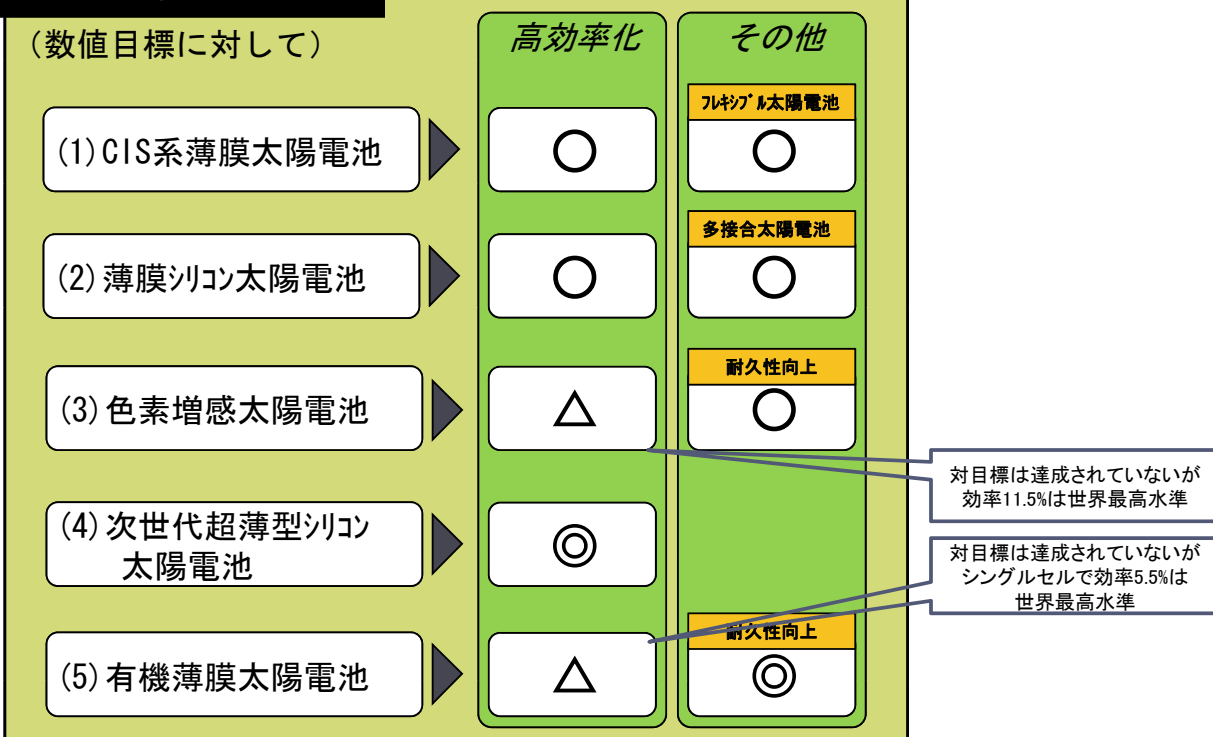 (数値目標に対して)
高効率化
その他
(1)CIS系薄膜太陽電池
○
ﾌﾚｷｼﾌﾞﾙ太陽電池
○
(2)薄膜ｼﾘｺﾝ太陽電池
○
多接合太陽電池
○
(3)色素増感太陽電池
△
耐久性向上
○
対目標は達成されていないが
効率11.5%は世界最高水準
(4)次世代超薄型ｼﾘｺﾝ
太陽電池
◎
対目標は達成されていないが
シングルセルで効率5.5%は
世界最高水準
(5)有機薄膜太陽電池
△
耐久性向上
◎